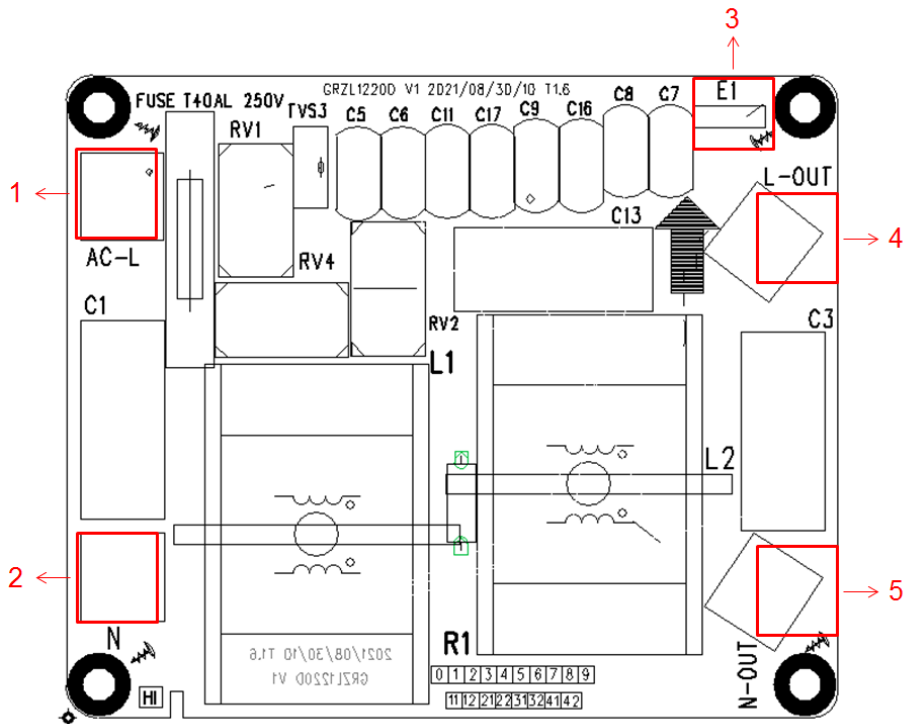 3
GRZL1220D V1 2021/08/30/10 T1.6
E1
FUSE T40AL 250V
TVS3
C5
C6
C11
C17
C9
C16
C8
C7
RV1
1
L-OUT
C13
4
AC-L
RV4
C1
RV2
C3
L1
L2
2
5
N
R1
N-OUT
2021/08/30/10 T1.6
GRZL1220D V1
0 1 2 3 4 5 6 7 8 9
HI
11 12 21 22 31 32 41 42